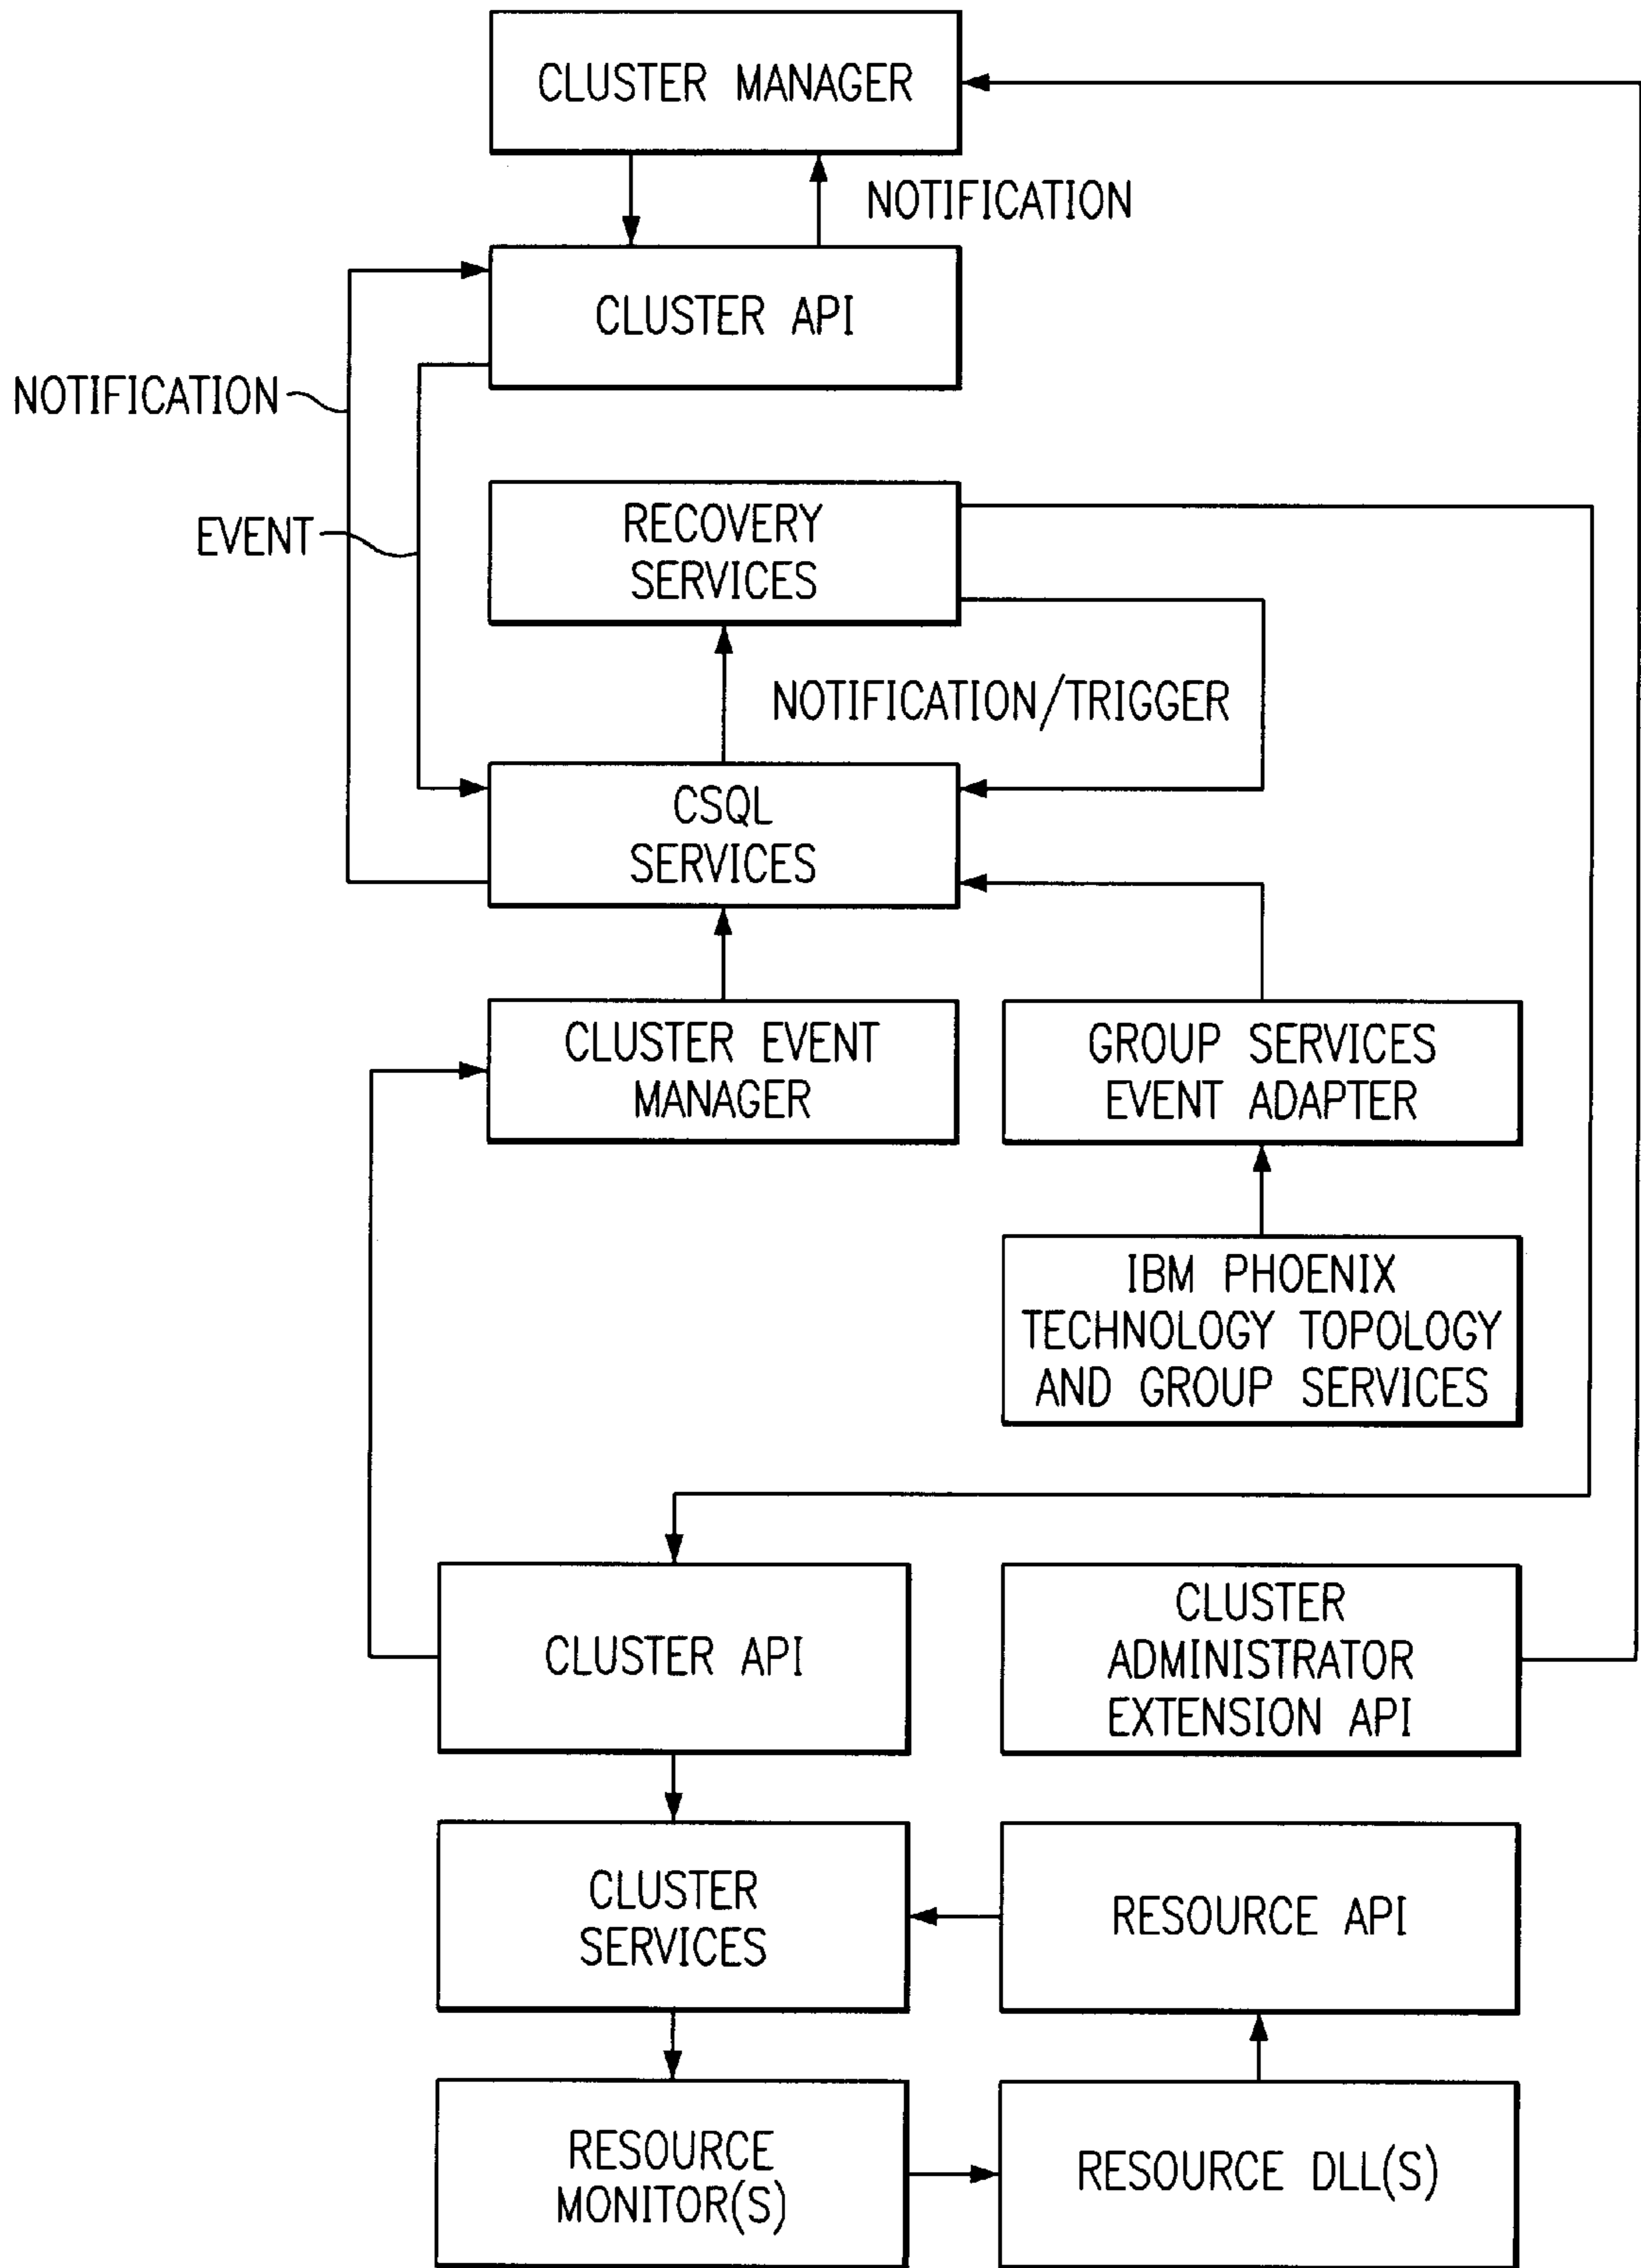 CLUSTER MANAGER
NOTIFICATION
CLUSTER API
NOTIFICATION
RECOVERY
SERVICES
EVENT
NOTIFICATION/TRIGGER
CSQL
SERVICES
CLUSTER EVENT
MANAGER
GROUP SERVICES
EVENT ADAPTER
IBM PHOENIX
TECHNOLOGY TOPOLOGY
AND GROUP SERVICES
CLUSTER API
CLUSTER
ADMINISTRATOR
EXTENSION API
CLUSTER
SERVICES
RESOURCE API
RESOURCE
MONITOR(S)
RESOURCE DLL(S)